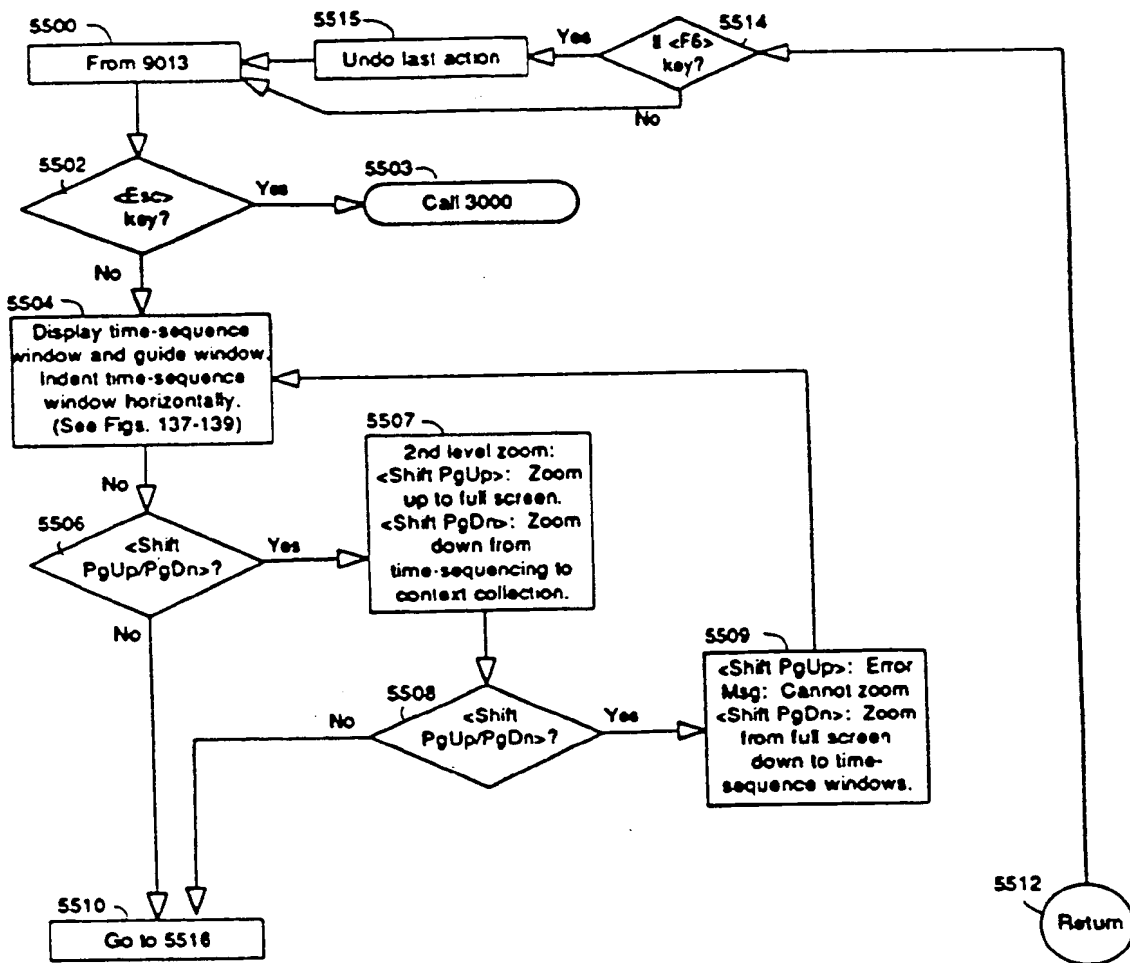 5500
From 9013
5515
Undo last action
Yes
5514
II <F6>
key?
No
5502
<Esc>
key?
Yes
5503
Call 3000
No
5504
Display time-sequence
window and guide window.
Indent time-sequence
window horizontally.
(See Figs. 137-139)
No
5506
<Shift
PgUp/PgDn>?
Yes
No
5507
2nd level zoom:
<Shift PgUp>: Zoom
up to full screen.
<Shift PgDn>: Zoom
down from
time-sequencing to
context collection.
5508
<Shift
PgUp/PgDn>?
No
Yes
5509
<Shift PgUp>: Error
Msg: Cannot zoom
<Shift PgDn>: Zoom
from full screen
down to time-
sequence windows.
5510
Go to 5516
5512
Return